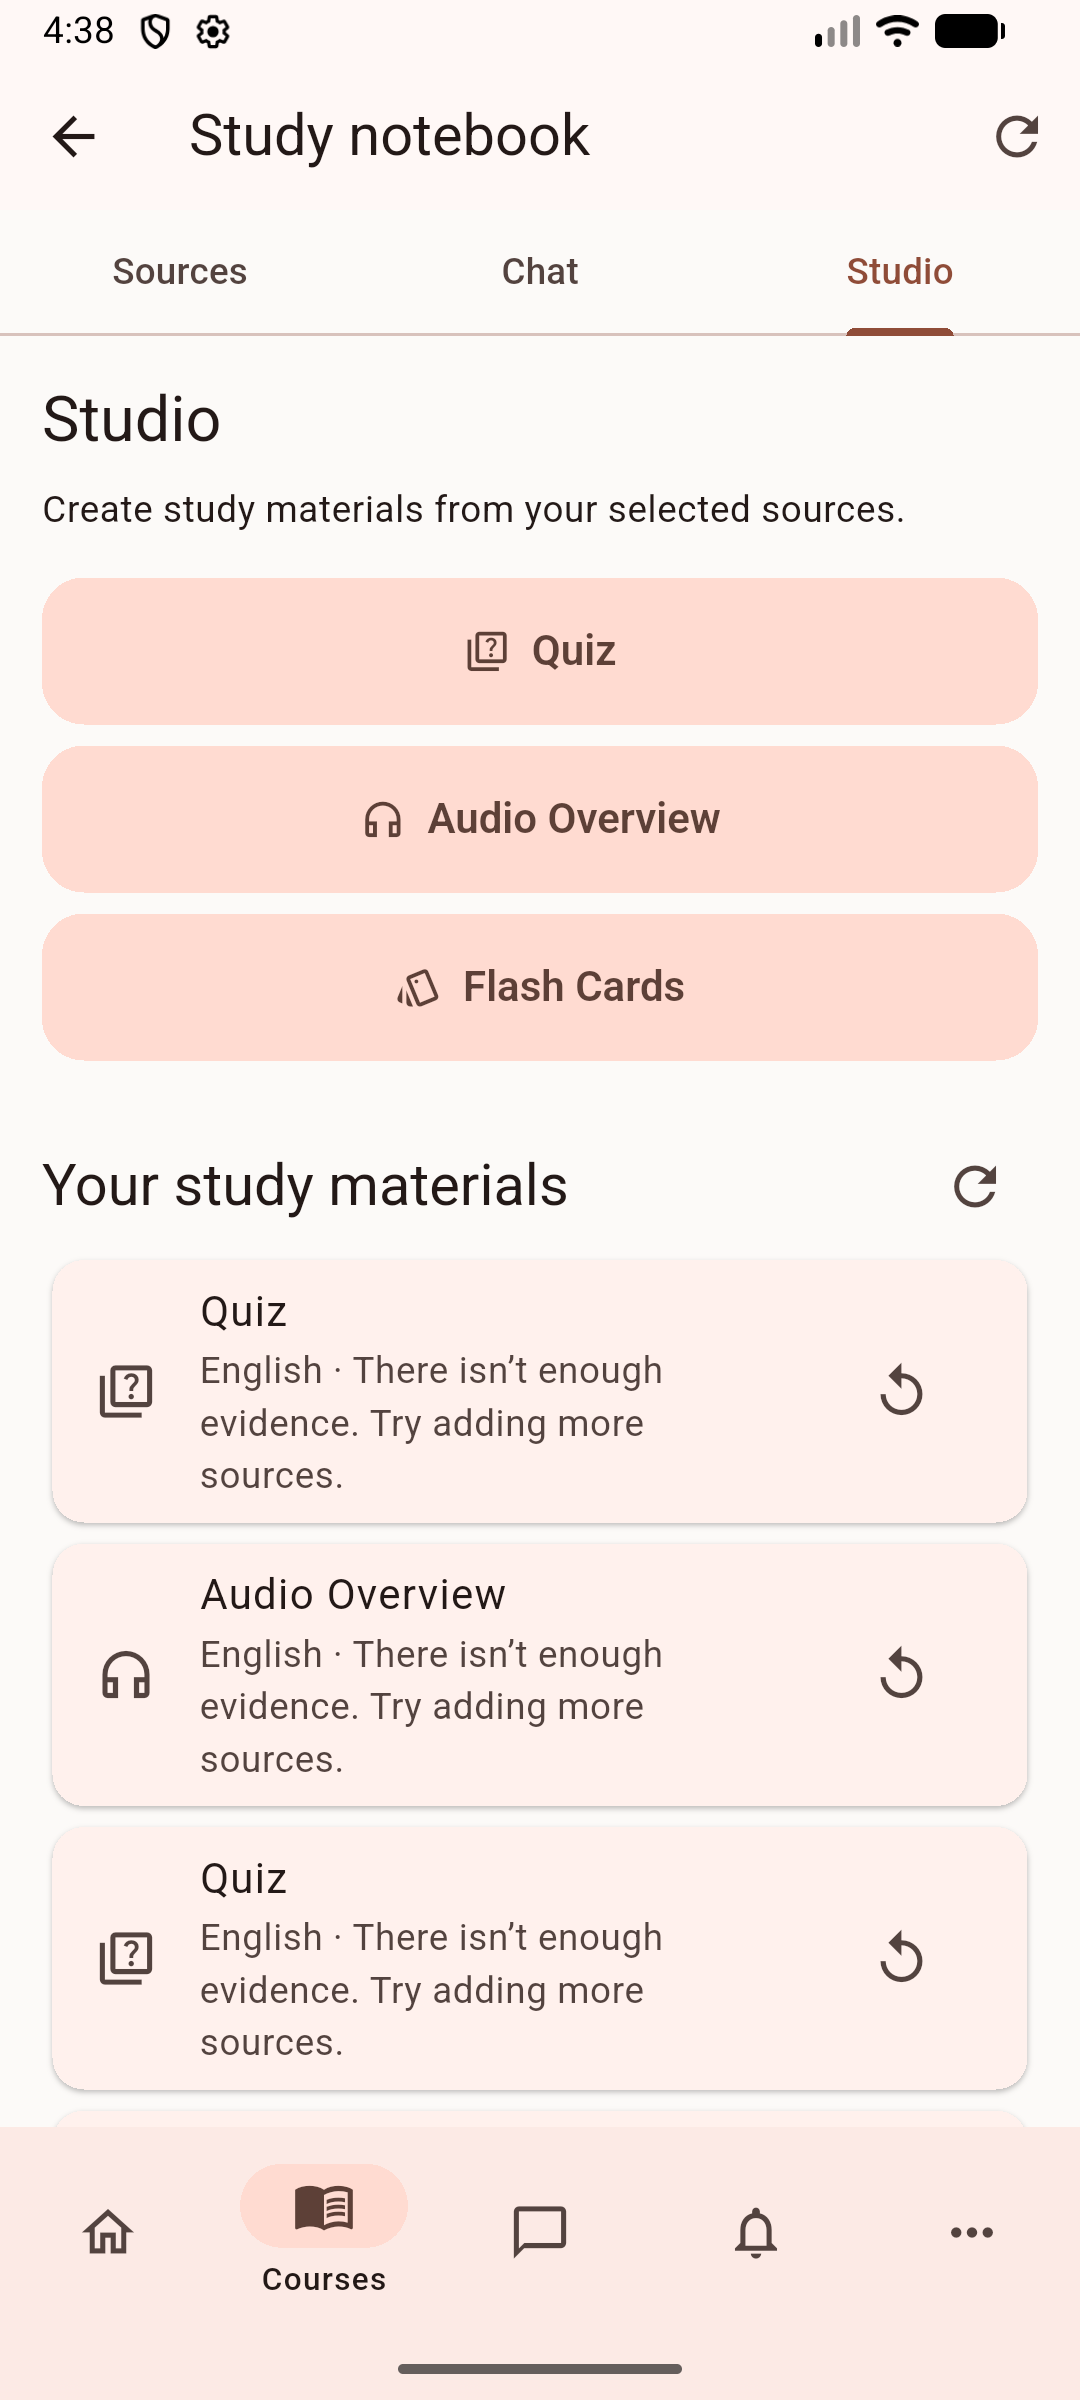 4:38
Study notebook
Sources
Chat
Studio
Studio
Create study materials from your selected sources.
Quiz
Audio Overview
Flash Cards
Your study materials
Quiz
English · There isn’t enough
evidence. Try adding more
sources.
Audio Overview
English · There isn’t enough
evidence. Try adding more
sources.
Quiz
English · There isn’t enough
evidence. Try adding more
sources.
Courses